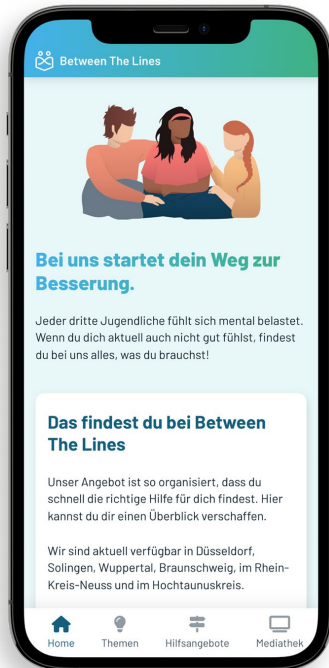 Between The Lines
Bei uns startet dein Weg zur
Besserung.
Jeder dritte Jugendliche fühlt sich mental belastet.
Wenn du dich aktuell auch nicht gut fühlst, findest
du bei uns alles, was du brauchst!
Das findest du bei Between
The Lines
Unser Angebot ist so organisiert, dass du
schnell die richtige Hilfe für dich findest. Hier
kannst du dir einen Überblick verschaffen.
Wir sind aktuell verfügbar in Düsseldorf,
Solingen, Wuppertal, Braunschweig, im Rhein-
Kreis-Neuss und im Hochtaunuskreis.
Home Themen Hilfsangebote Mediathek